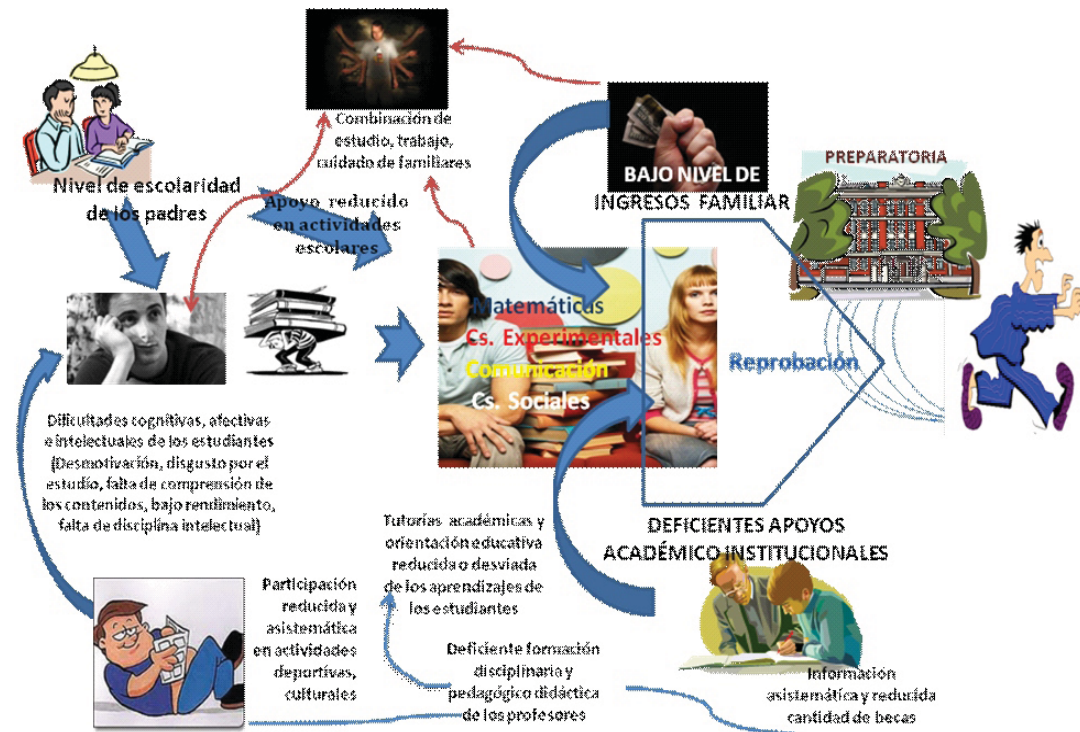 Combinación de
estudio, trabajo,
cuidado de familiares
BAJO NIVEL DE
INGRESOS FAMILIAR
PREPARATORIA
Nivel de escolaridad
de los padres
Apoyo reducido
en actividades
escolares
Matemáticas
Cs. Experimentales
Comunicación
Cs. Sociales
Reprobación
Dificultades cognitivas, afectivas
e intelectuales de los estudiantes
(Desmotivación, disgusto por el
estudio, falta de comprensión de
los contenidos, bajo rendimiento,
falta de disciplina intelectual)
Tutorías académicas y
orientación educativa
reducida o desviada
de los aprendizajes de
los estudiantes
DEFICIENTES APOYOS
ACADÉMICO INSTITUCIONALES
Participación
reducida y
asistemática
en actividades
deportivas,
culturales
Deficiente formación
disciplinaria y
pedagógico didáctica
de los profesores
Información
asistemática y reducida
cantidad de becas